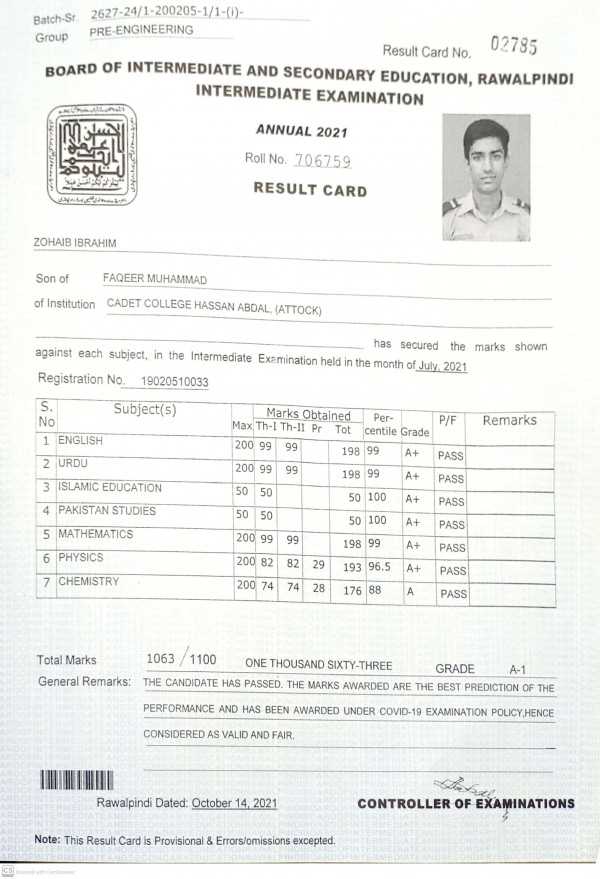 Batch-Sr. 2627-24/1-200205-1/1-(i)-
Group PRE-ENGINEERING
Result Card No. 02785
BOARD OF INTERMEDIATE AND SECONDARY EDUCATION, RAWALPINDI
INTERMEDIATE EXAMINATION
ANNUAL 2021
Roll No. 706759
RESULT CARD
ZOHAIB IBRAHIM
Son of FAQEER MUHAMMAD
of Institution CADET COLLEGE HASSAN ABDAL, (ATTOCK)
has secured the marks shown
against each subject, in the Intermediate Examination held in the month of July, 2021
Registration No. 19020510033
S. No Subject(s) Max Marks Obtained Th-I Th-II Pr Tot Per-centile Grade P/F Remarks
1 ENGLISH 200 99 99 198 99 A+ PASS
2 URDU 200 99 99 198 99 A+ PASS
3 ISLAMIC EDUCATION 50 50 50 100 A+ PASS
4 PAKISTAN STUDIES 50 50 50 100 A+ PASS
5 MATHEMATICS 200 99 99 198 99 A+ PASS
6 PHYSICS 200 82 82 29 193 96.5 A+ PASS
7 CHEMISTRY 200 74 74 28 176 88 A PASS
Total Marks 1063 / 1100 ONE THOUSAND SIXTY-THREE GRADE A-1
General Remarks: THE CANDIDATE HAS PASSED. THE MARKS AWARDED ARE THE BEST PREDICTION OF THE
PERFORMANCE AND HAS BEEN AWARDED UNDER COVID-19 EXAMINATION POLICY,HENCE
CONSIDERED AS VALID AND FAIR.
Rawalpindi Dated: October 14, 2021
CONTROLLER OF EXAMINATIONS
Note: This Result Card is Provisional & Errors/omissions excepted.
CS Scanned with CamScanner